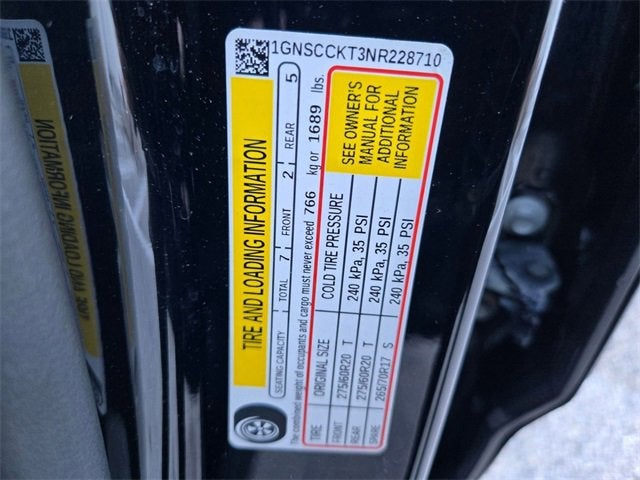 1GNSCCKT3NR228710
TIRE AND LOADING INFORMATION
SEATING CAPACITY TOTAL 7 FRONT 2 REAR 5
The combined weight of occupants and cargo must never exceed 766 kg or 1689 lbs.
TIRE ORIGINAL SIZE COLD TIRE PRESSURE
FRONT 275/60R20 T 240 kPa, 35 PSI
REAR 275/60R20 T 240 kPa, 35 PSI
SPARE 265/70R17 S 240 kPa, 35 PSI
SEE OWNER'S
MANUAL FOR
ADDITIONAL
INFORMATION